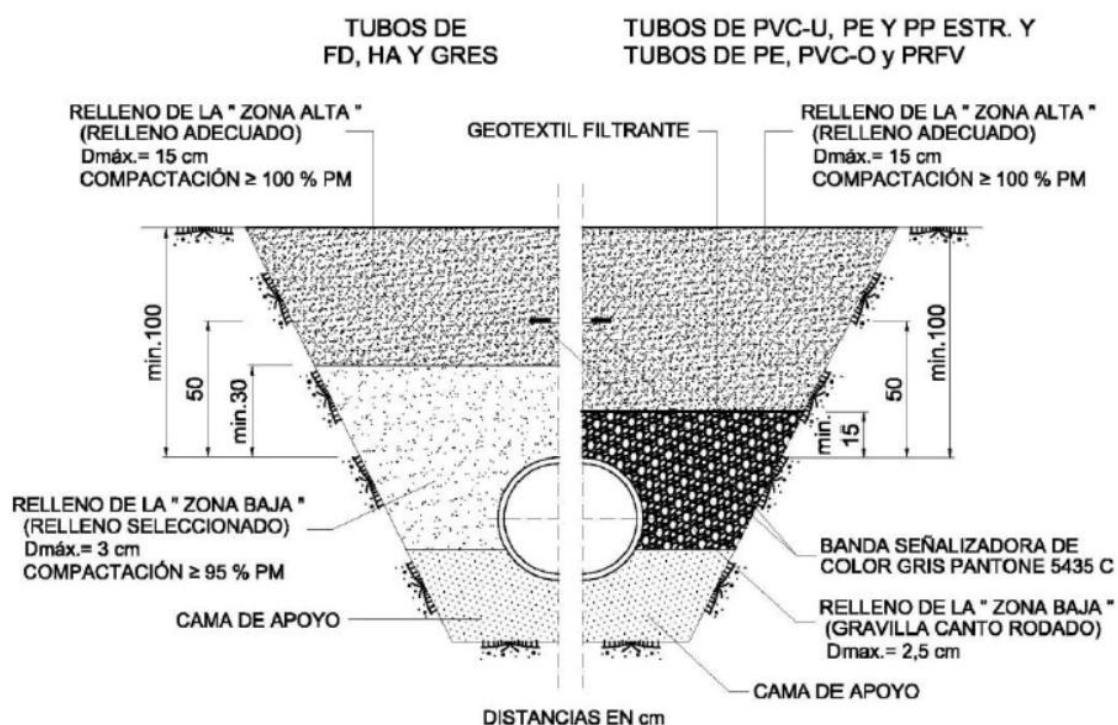 TUBOS DE
FD, HA Y GRES
TUBOS DE PVC-U, PE Y PP ESTR. Y
TUBOS DE PE, PVC-O y PRFV
RELLENO DE LA " ZONA ALTA "
(RELLENO ADECUADO)
Dmáx.= 15 cm
COMPACTACIÓN ≥ 100 % PM
GEOTEXTIL FILTRANTE
RELLENO DE LA " ZONA ALTA "
(RELLENO ADECUADO)
Dmáx.= 15 cm
COMPACTACIÓN ≥ 100 % PM
min.100
50
min.30
min.
15
50
min.100
RELLENO DE LA " ZONA BAJA "
(RELLENO SELECCIONADO)
Dmáx.= 3 cm
COMPACTACIÓN ≥ 95 % PM
CAMA DE APOYO
BANDA SEÑALIZADORA DE
COLOR GRIS PANTONE 5435 C
RELLENO DE LA " ZONA BAJA "
(GRAVILLA CANTO RODADO)
Dmax.= 2,5 cm
CAMA DE APOYO
DISTANCIAS EN cm